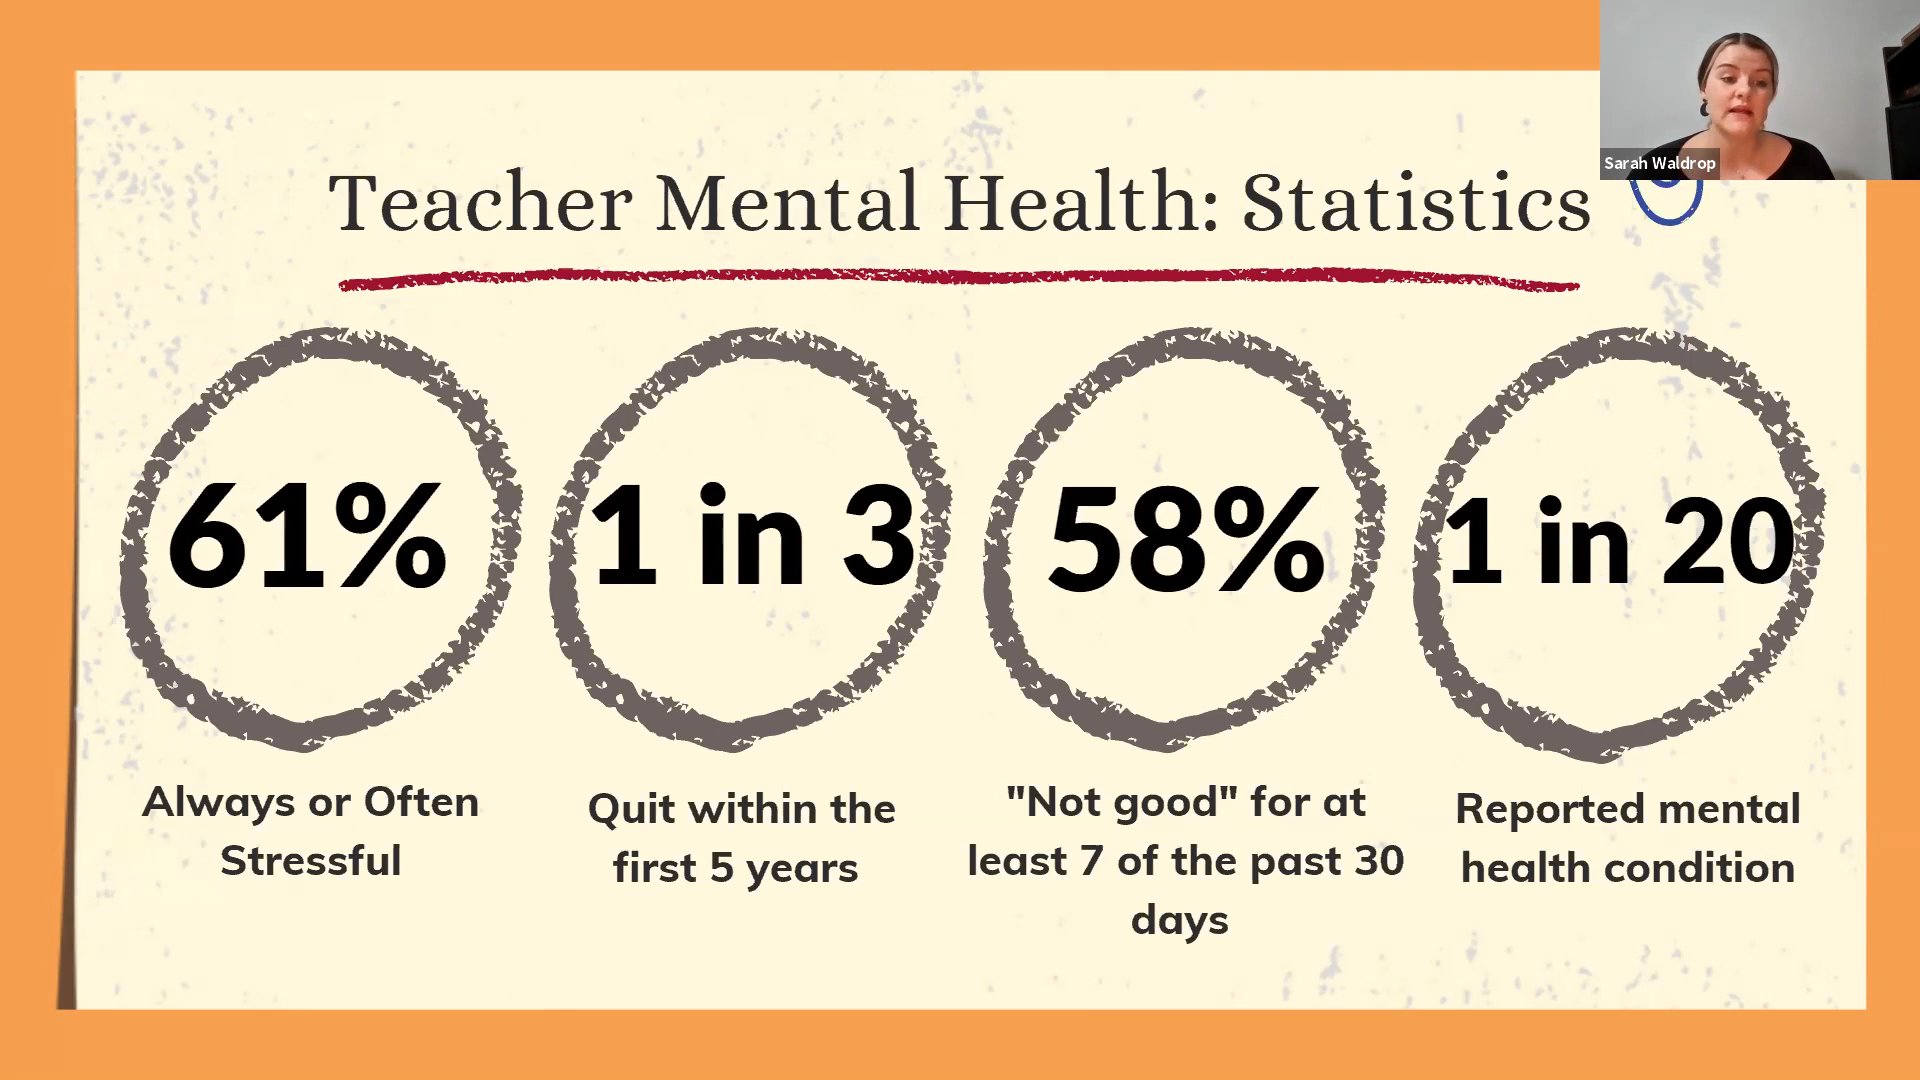 Sarah Waldrop
Teacher Mental Health: Statistics
61%
1 in 3
58%
1 in 20
Always or Often
Stressful
Quit within the
first 5 years
"Not good" for at
least 7 of the past 30
days
Reported mental
health condition